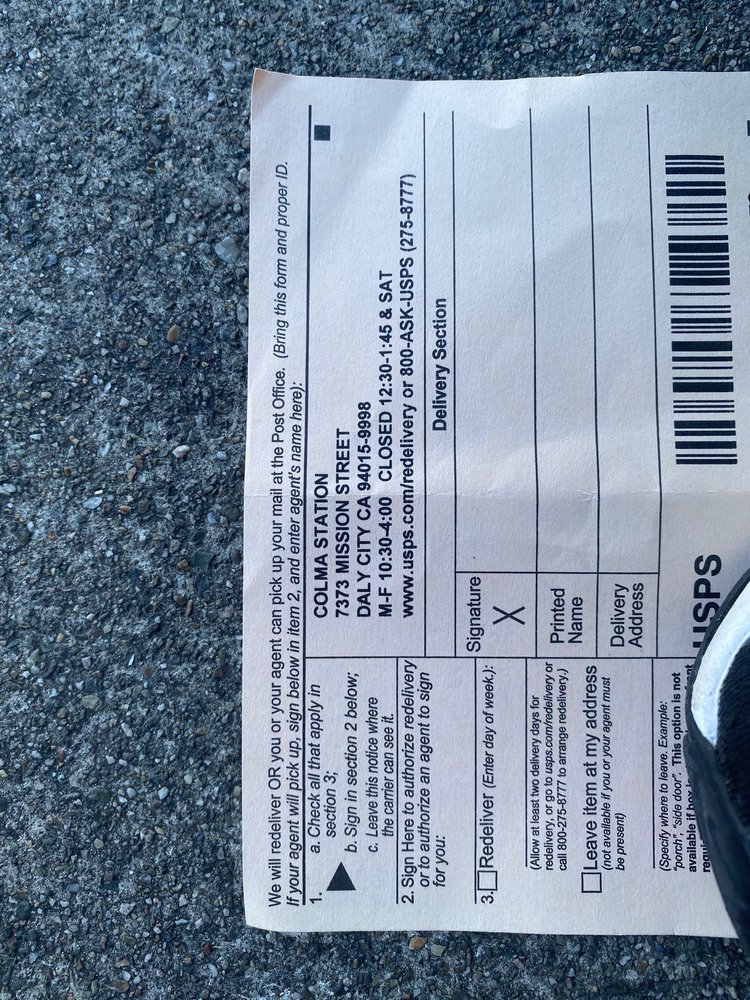 We will redeliver OR you or your agent can pick up your mail at the Post Office. (Bring this form and proper ID.
If your agent will pick up, sign below in item 2, and enter agent's name here):
1.
a. Check all that apply in
section 3;
b. Sign in section 2 below;
c. Leave this notice where
the carrier can see it.
COLMA STATION
7373 MISSION STREET
DALY CITY CA 94015-9998
M-F 10:30-4:00 CLOSED 12:30-1:45 & SAT
www.usps.com/redelivery or 800-ASK-USPS (275-8777)
2. Sign Here to authorize redelivery
or to authorize an agent to sign
for you:
Delivery Section
3. Redeliver (Enter day of week.):
(Allow at least two delivery days for
redelivery, or go to usps.com/redelivery or
call 800-275-8777 to arrange redelivery.)
Leave item at my address
(not available if you or your agent must
be present)
(Specify where to leave. Example:
"porch", "side door". This option is not
available if box
Signature
X
Printed
Name
Delivery
Address
USPS